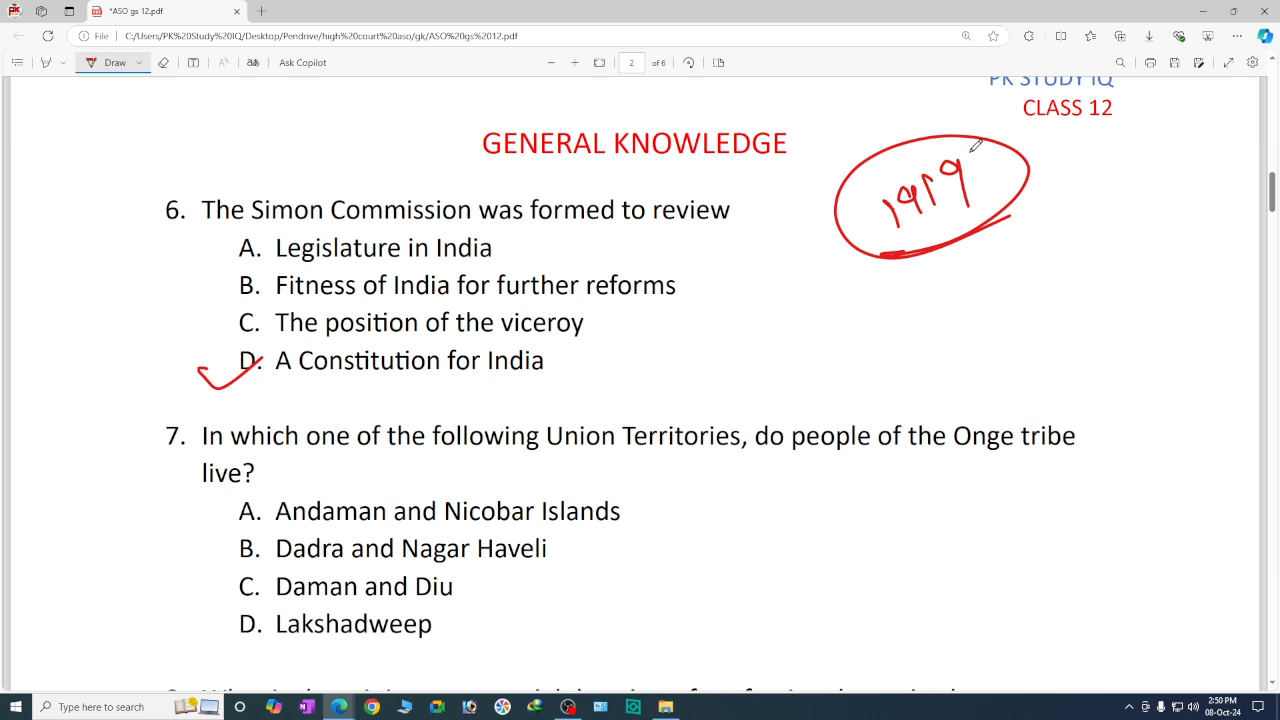 *ASO gs 12.pdf
File
C:/Users/PK%20Study%20IQ/Desktop/Pendrive/high%20court%20aso/gk/ASO%20gs%2012.pdf
Draw
2
of 6
Ask Copilot
PK STUDY IQ
CLASS 12
GENERAL KNOWLEDGE
1919
6. The Simon Commission was formed to review
A. Legislature in India
B. Fitness of India for further reforms
C. The position of the viceroy
D. A Constitution for India
7. In which one of the following Union Territories, do people of the Onge tribe
live?
A. Andaman and Nicobar Islands
B. Dadra and Nagar Haveli
C. Daman and Diu
D. Lakshadweep
Type here to search
2:50 PM
08-Oct-24